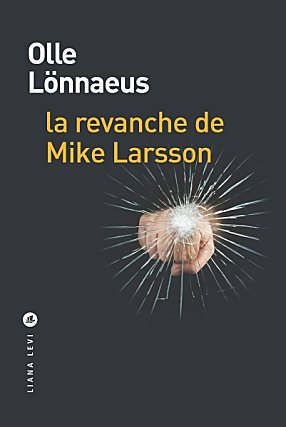 Olle
Lönnaeus
la revanche de
Mike Larsson
LIANA LEVI